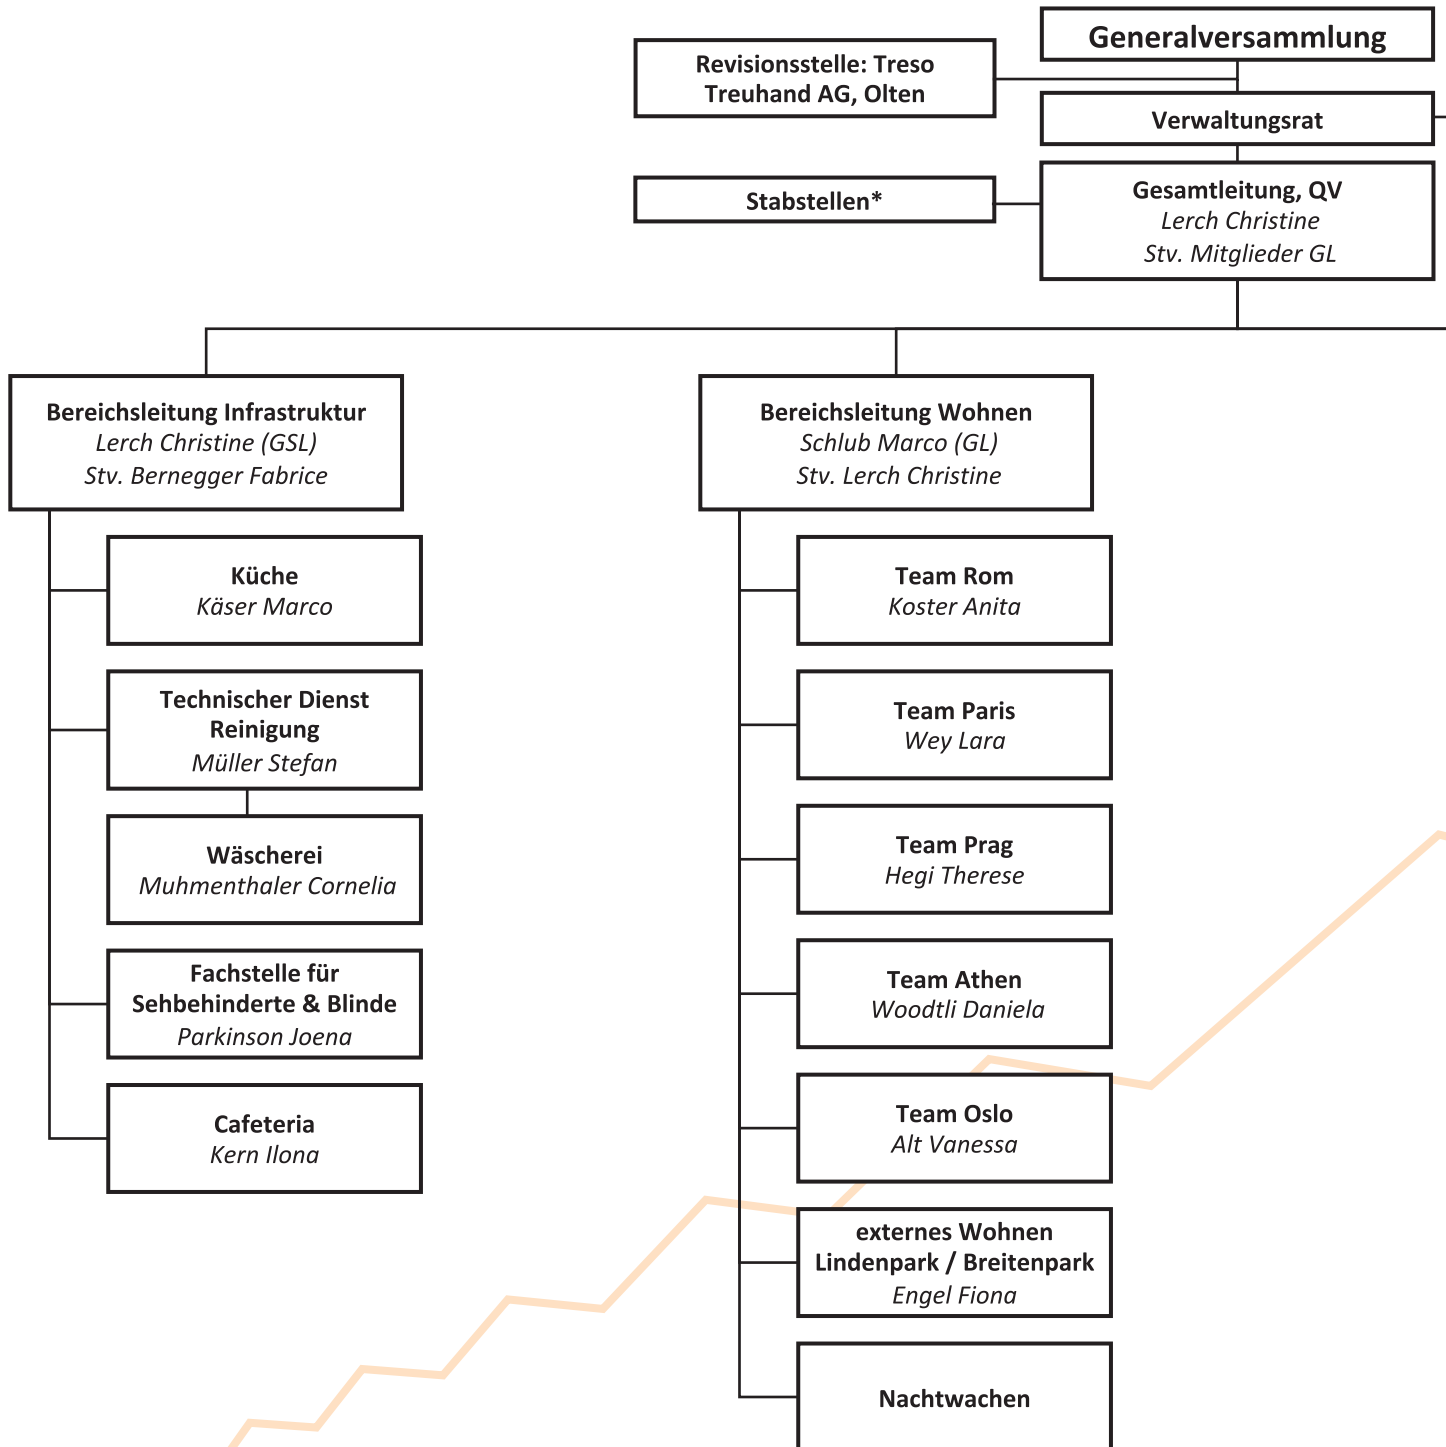 Generalversammlung
Revisionsstelle: Treso
Treuhand AG, Olten
Verwaltungsrat
Stabstellen*
Gesamtleitung, QV
Lerch Christine
Stv. Mitglieder GL
Bereichsleitung Infrastruktur
Lerch Christine (GSL)
Stv. Bernegger Fabrice
Küche
Käser Marco
Technischer Dienst
Reinigung
Müller Stefan
Wäscherei
Muhmenthaler Cornelia
Fachstelle für
Sehbehinderte & Blinde
Parkinson Joena
Cafeteria
Kern Ilona
Bereichsleitung Wohnen
Schlub Marco (GL)
Stv. Lerch Christine
Team Rom
Koster Anita
Team Paris
Wey Lara
Team Prag
Hegi Therese
Team Athen
Woodtli Daniela
Team Oslo
Alt Vanessa
externes Wohnen
Lindenpark / Breitenpark
Engel Fiona
Nachtwachen